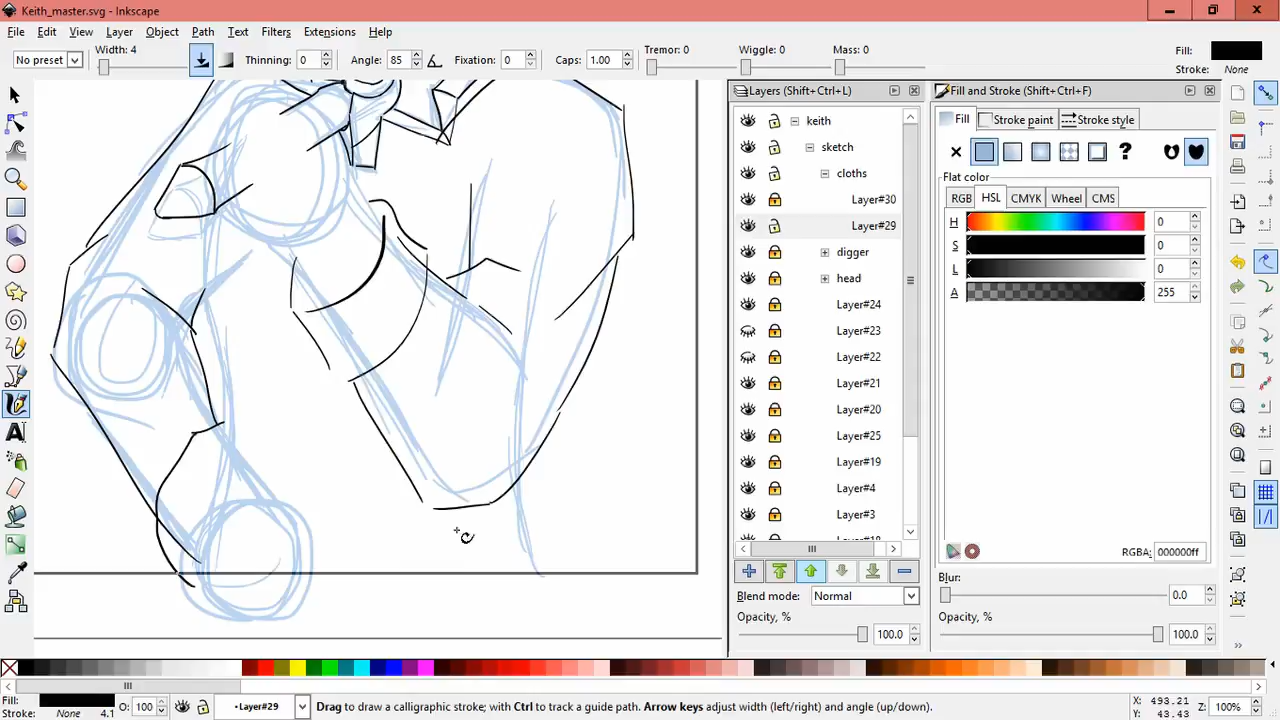 Keith_master.svg - Inkscape
File Edit View Layer Object Path Filters Text Extensions Help
No preset Width: 4 Thinning: 0 Angle: 85 Fixation: 0 Caps: 1.00 Tremor: 0 Wiggle: 0 Mass: 0 Fill: Stroke: None
Layers (Shift+Ctrl+L)
keith
sketch
cloths
Layer#30
Layer#29
digger
head
Layer#24
Layer#23
Layer#22
Layer#21
Layer#20
Layer#25
Layer#19
Layer#4
Layer#3
Blend mode: Normal
Opacity, %
100.0
Fill and Stroke (Shift+Ctrl+F)
Fill Stroke paint Stroke style
Flat color
RGB HSL CMYK Wheel CMS
H 0
S 0
L 0
A 255
RGBA: 000000ff
Blur:
0.0
Opacity, %
100.0
Fill:
Stroke: None 4.1 O: 100 •Layer#29 Drag to draw a calligraphic stroke; with Ctrl to track a guide path. Arrow keys adjust width (left/right) and angle (up/down). X: 493.21 Y: 43.43 Z: 100%